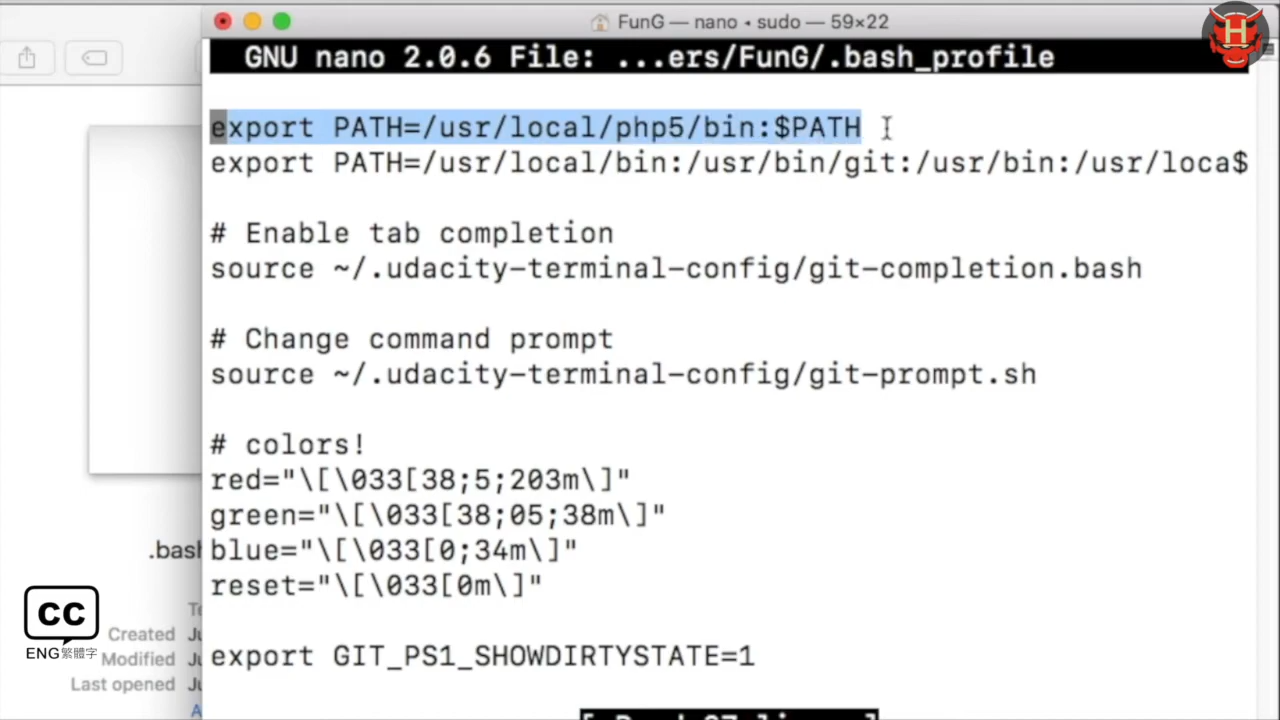 FunG — nano • sudo — 59×22
GNU nano 2.0.6 File: ...ers/FunG/.bash_profile
export PATH=/usr/local/php5/bin:$PATH
export PATH=/usr/local/bin:/usr/bin/git:/usr/bin:/usr/loca$
# Enable tab completion
source ~/.udacity-terminal-config/git-completion.bash
# Change command prompt
source ~/.udacity-terminal-config/git-prompt.sh
# colors!
red="\[\033[38;5;203m\]"
green="\[\033[38;05;38m\]"
blue="\[\033[0;34m\]"
reset="\[\033[0m\]"
export GIT_PS1_SHOWDIRTYSTATE=1
.bash
Created
Modified
Last opened
CC
ENG繁體字
H